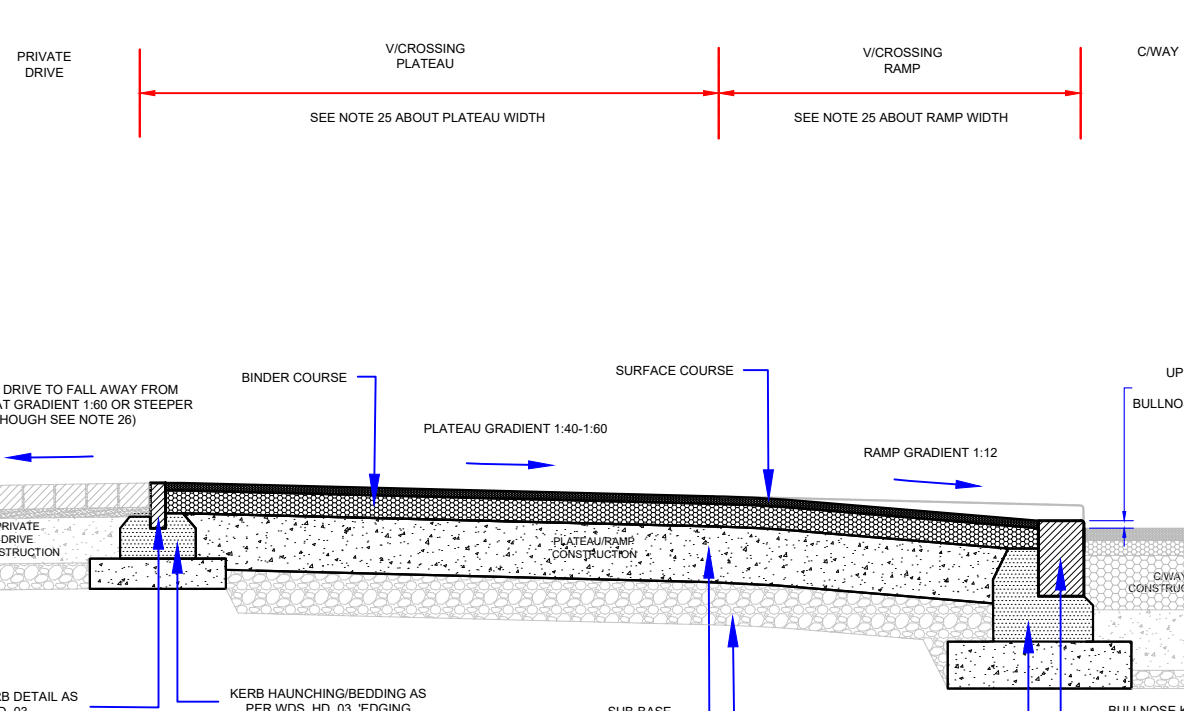 PRIVATE
DRIVE
V/CROSSING
PLATEAU
V/CROSSING
RAMP
C/WAY
SEE NOTE 25 ABOUT PLATEAU WIDTH
SEE NOTE 25 ABOUT RAMP WIDTH
DRIVE TO FALL AWAY FROM
AT GRADIENT 1:60 OR STEEPER
HOUGH SEE NOTE 26)
BINDER COURSE
SURFACE COURSE
UP
BULLNO
PLATEAU GRADIENT 1:40-1:60
RAMP GRADIENT 1:12
PRIVATE
DRIVE
STRUCTION
PLATEAU/RAMP
CONSTRUCTION
C/WAY
CONSTRUC
RB DETAIL AS
D. 03
KERB HAUNCHING/BEDDING AS
PER WDS. HD. 03 'EDGING
SUB BASE
BULLNOSE K